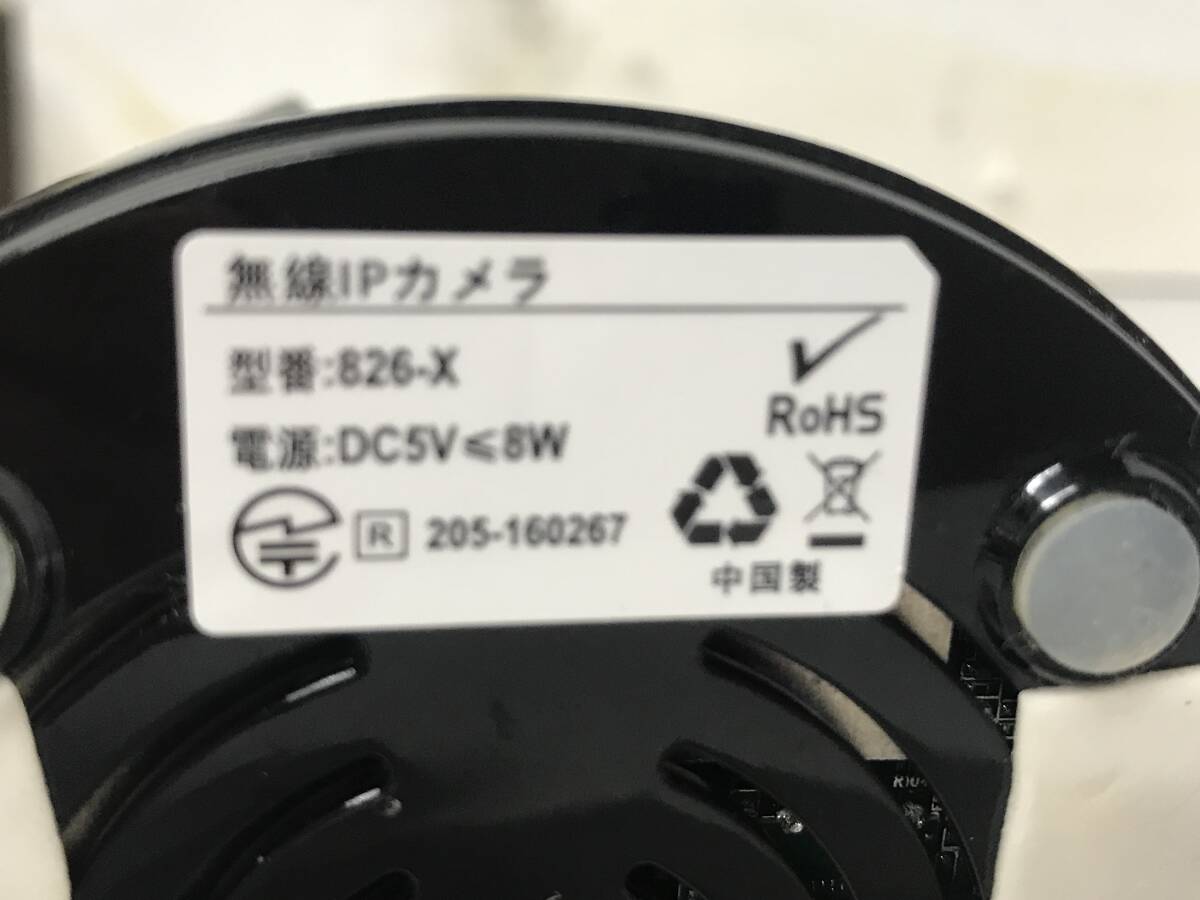 無線IPカメラ
型番:826-X
電源:DC5V≤8W
RoHS
R 205-160267
中国製